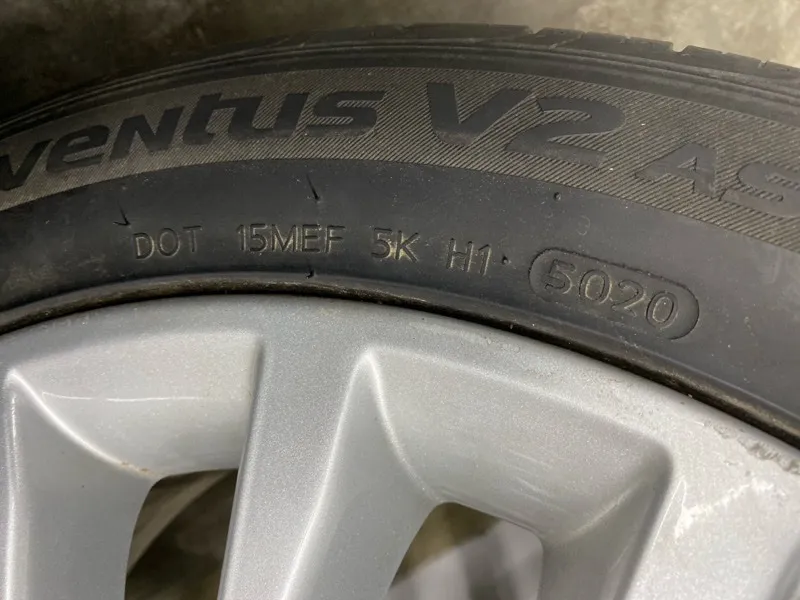 VENTUS V2 AS
DOT 15MEF 5K H1 5020